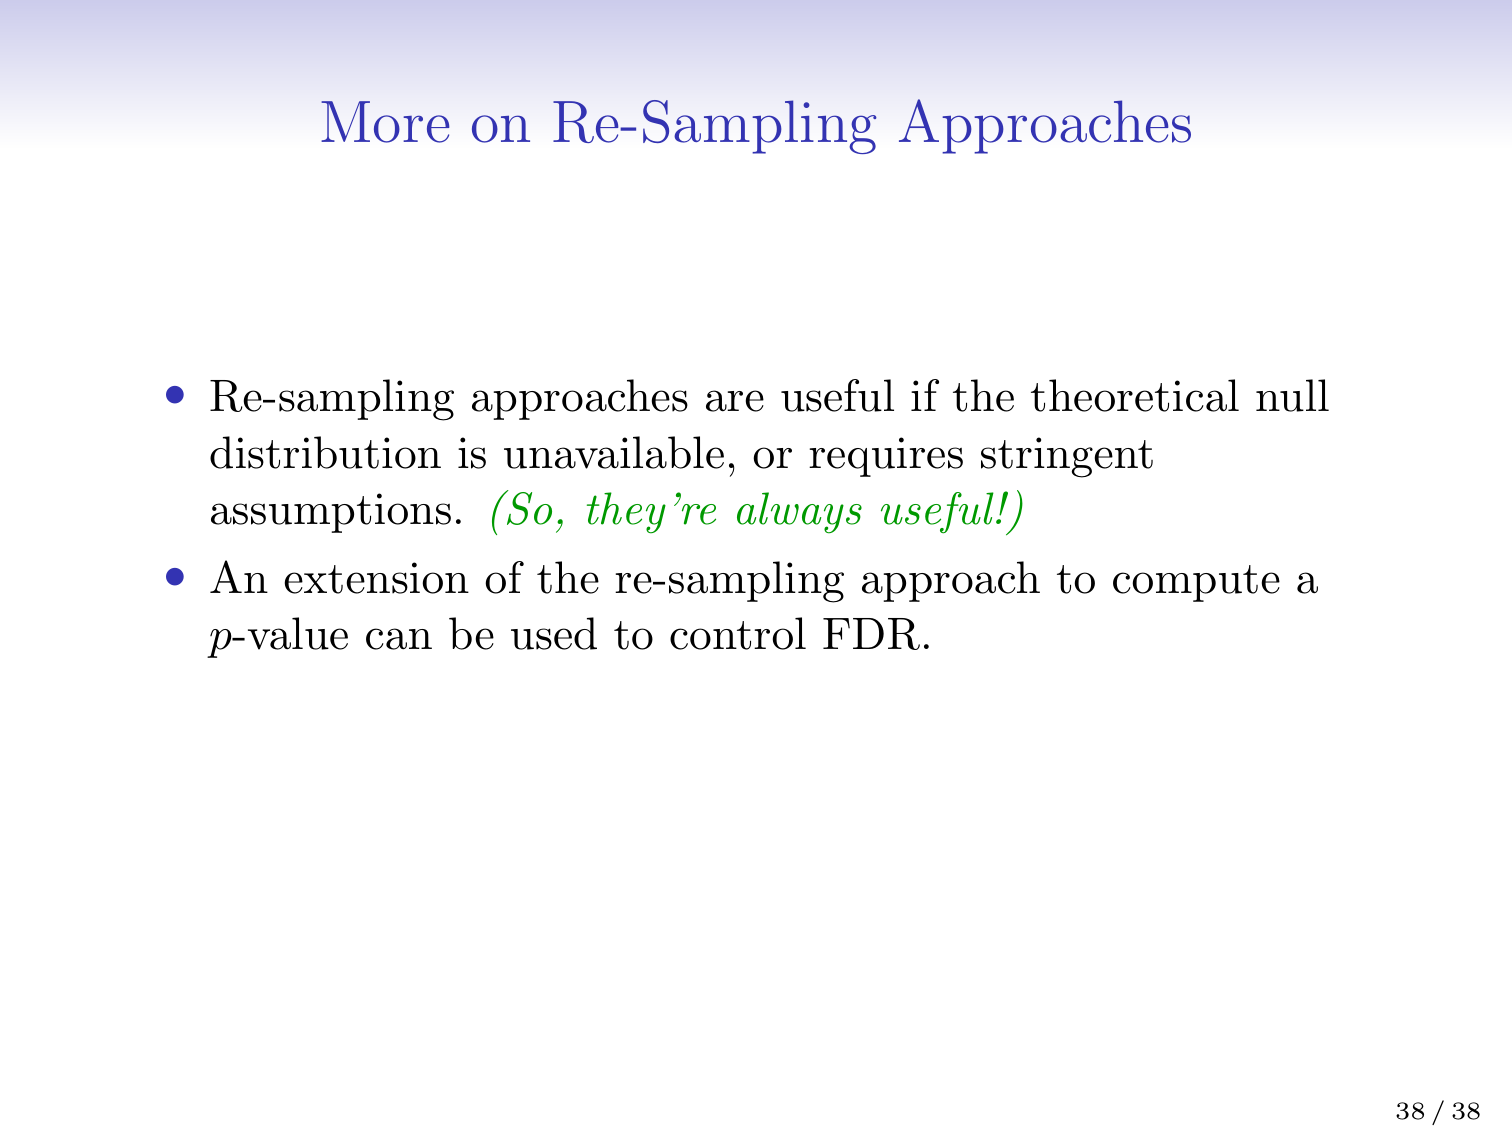 More on Re-Sampling Approaches
• Re-sampling approaches are useful if the theoretical null
distribution is unavailable, or requires stringent
assumptions. (So, they're always useful!)
• An extension of the re-sampling approach to compute a
p-value can be used to control FDR.
38 / 38